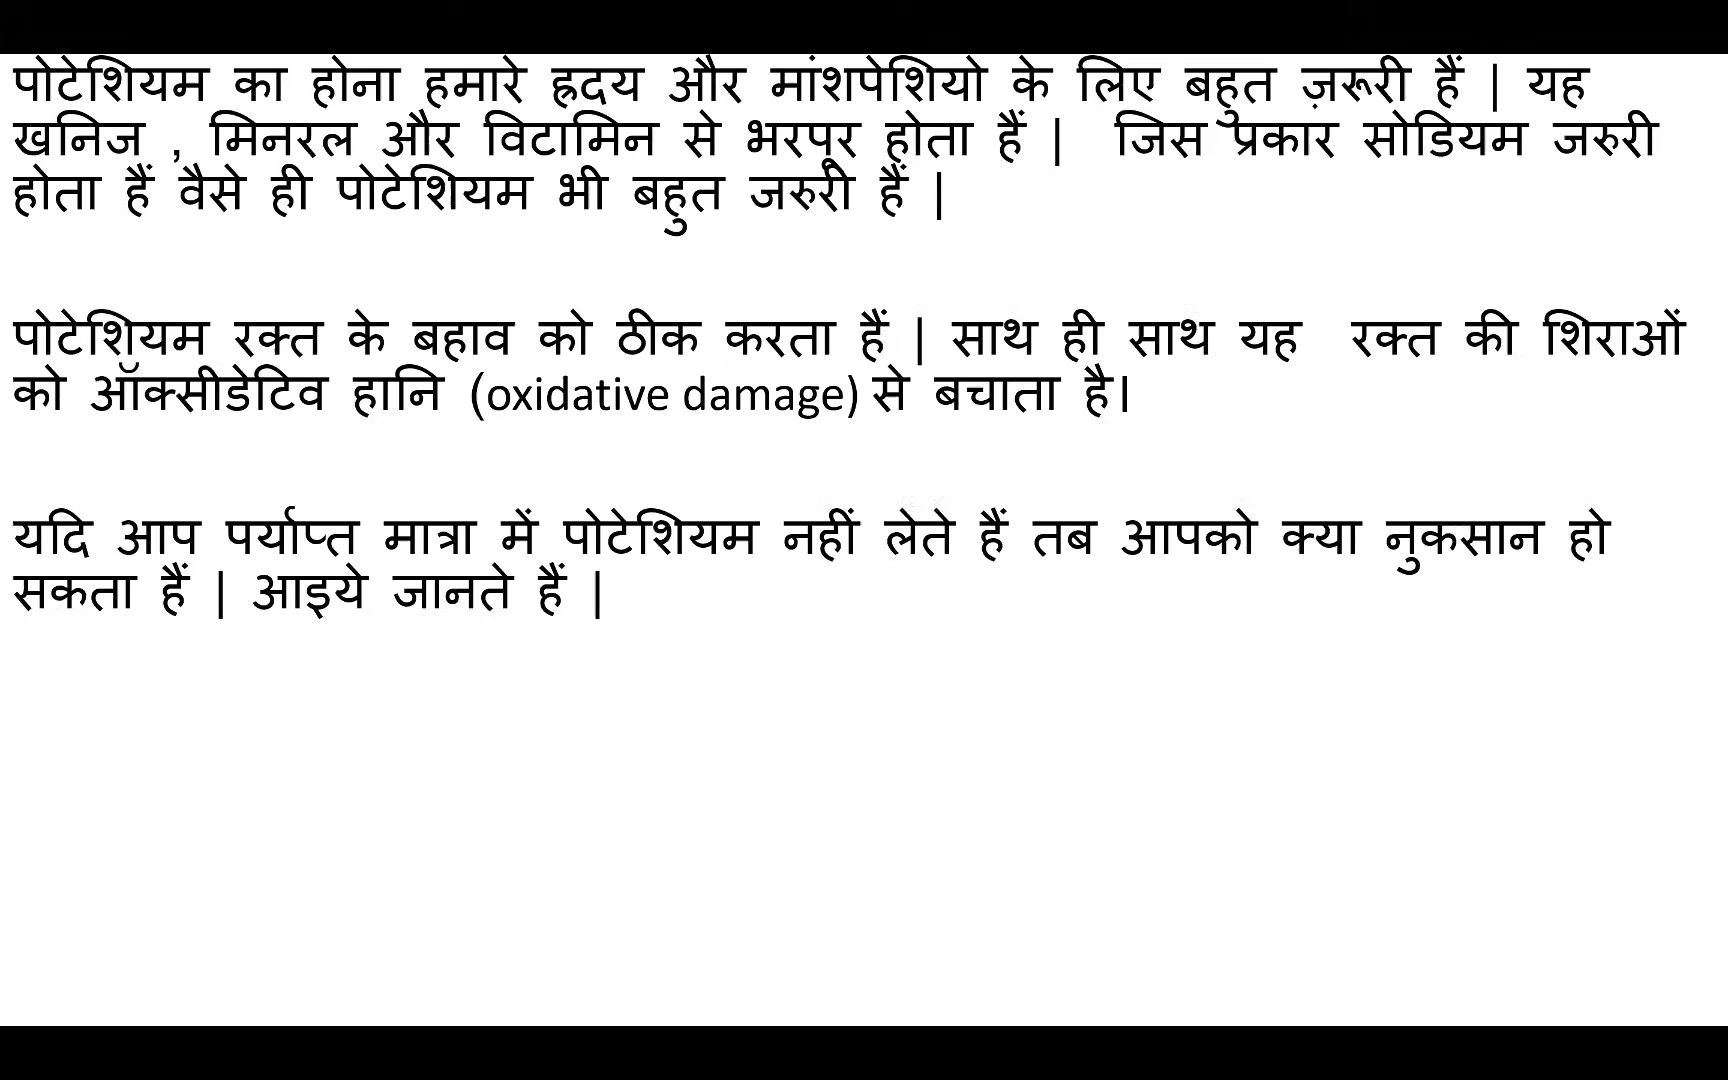 पोटेशियम का होना हमारे ह्रदय और मांशपेशियो के लिए बहुत ज़रूरी हैं | यह
खनिज , मिनरल और विटामिन से भरपूर होता हैं | जिस प्रकार सोडियम जरुरी
होता हैं वैसे ही पोटेशियम भी बहुत जरुरी हैं |
पोटेशियम रक्त के बहाव को ठीक करता हैं | साथ ही साथ यह रक्त की शिराओं
को ऑक्सीडेटिव हानि (oxidative damage) से बचाता है।
यदि आप पर्याप्त मात्रा में पोटेशियम नहीं लेते हैं तब आपको क्या नुकसान हो
सकता हैं | आइये जानते हैं |